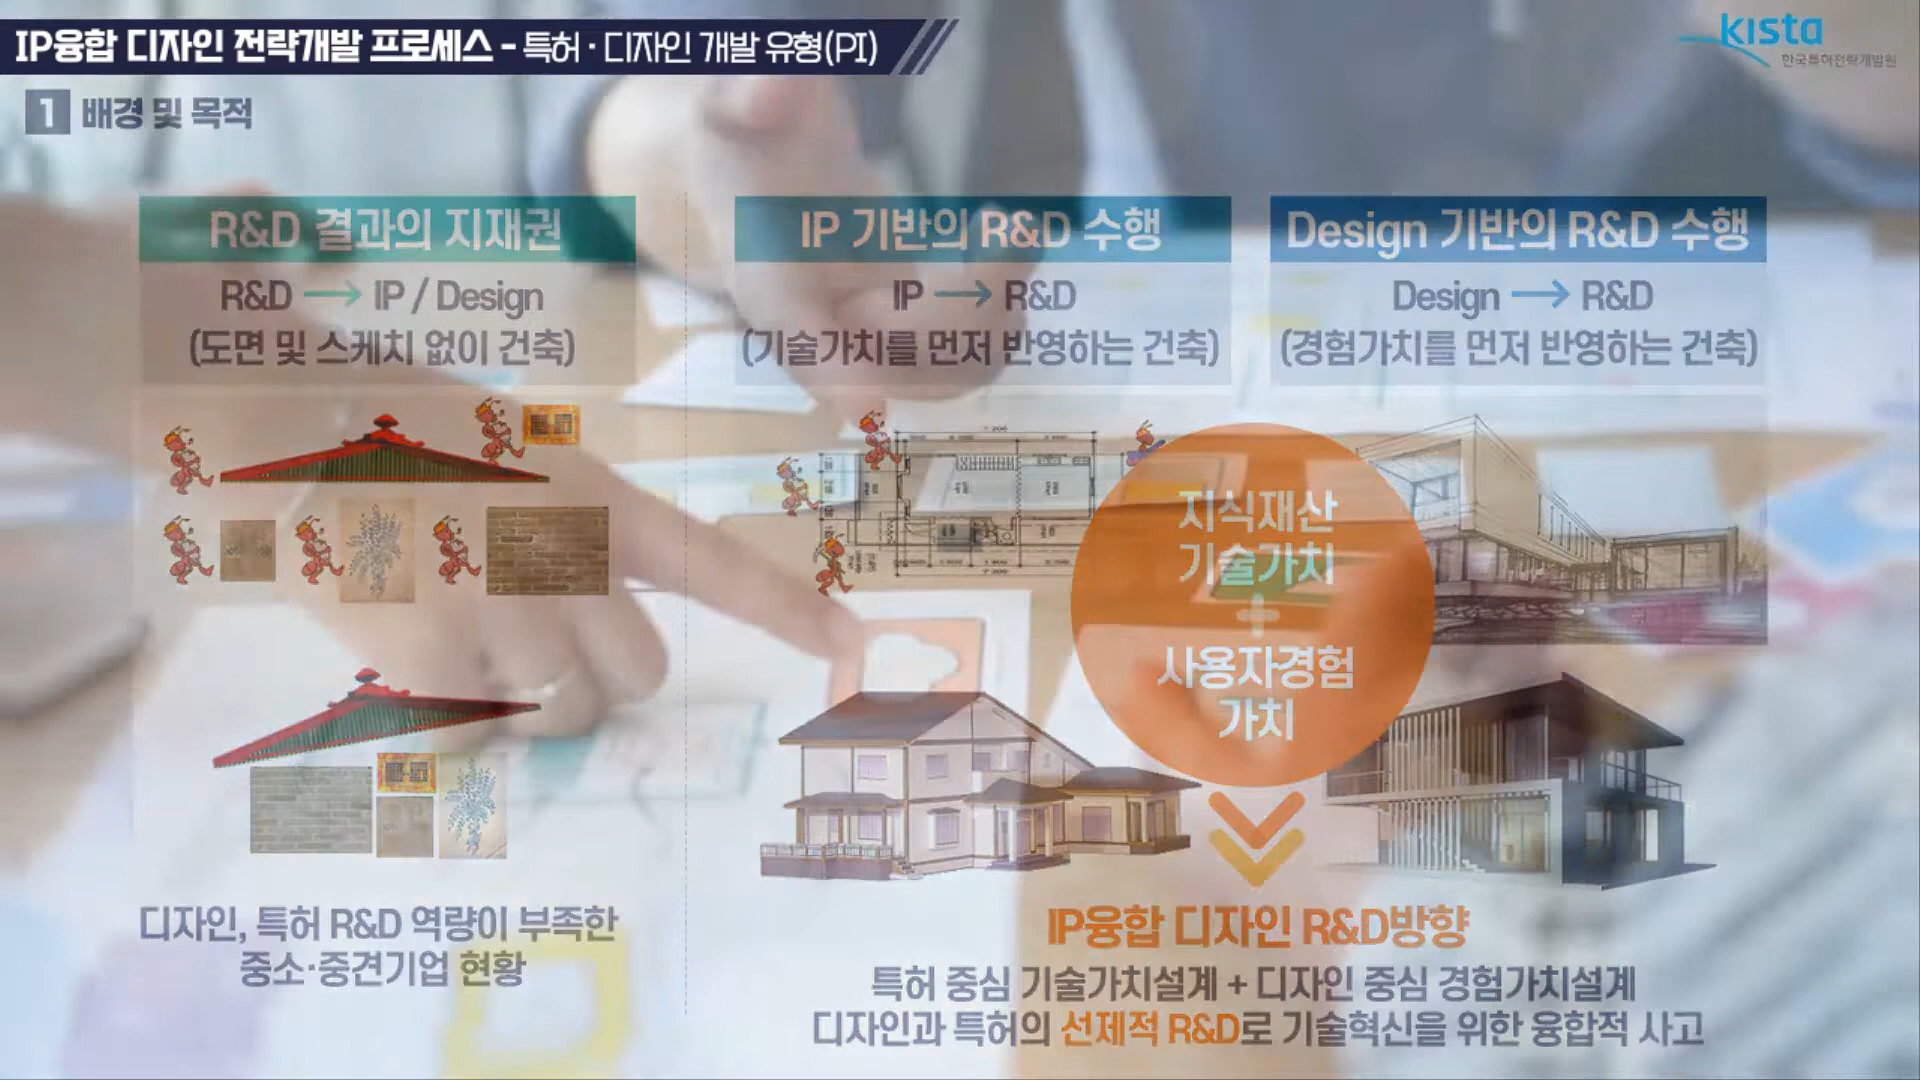 IP융합 디자인 전략개발 프로세스 - 특허·디자인 개발 유형(PI)
kista
한국특허전략개발원
1 배경 및 목적
R&D 결과의 지재권
R&D → IP / Design
(도면 및 스케치 없이 건축)
디자인, 특허 R&D 역량이 부족한
중소·중견기업 현황
IP 기반의 R&D 수행
IP → R&D
(기술가치를 먼저 반영하는 건축)
Design 기반의 R&D 수행
Design → R&D
(경험가치를 먼저 반영하는 건축)
지식재산
기술가치
+
사용자경험
가치
IP융합 디자인 R&D방향
특허 중심 기술가치설계 + 디자인 중심 경험가치설계
디자인과 특허의 선제적 R&D로 기술혁신을 위한 융합적 사고